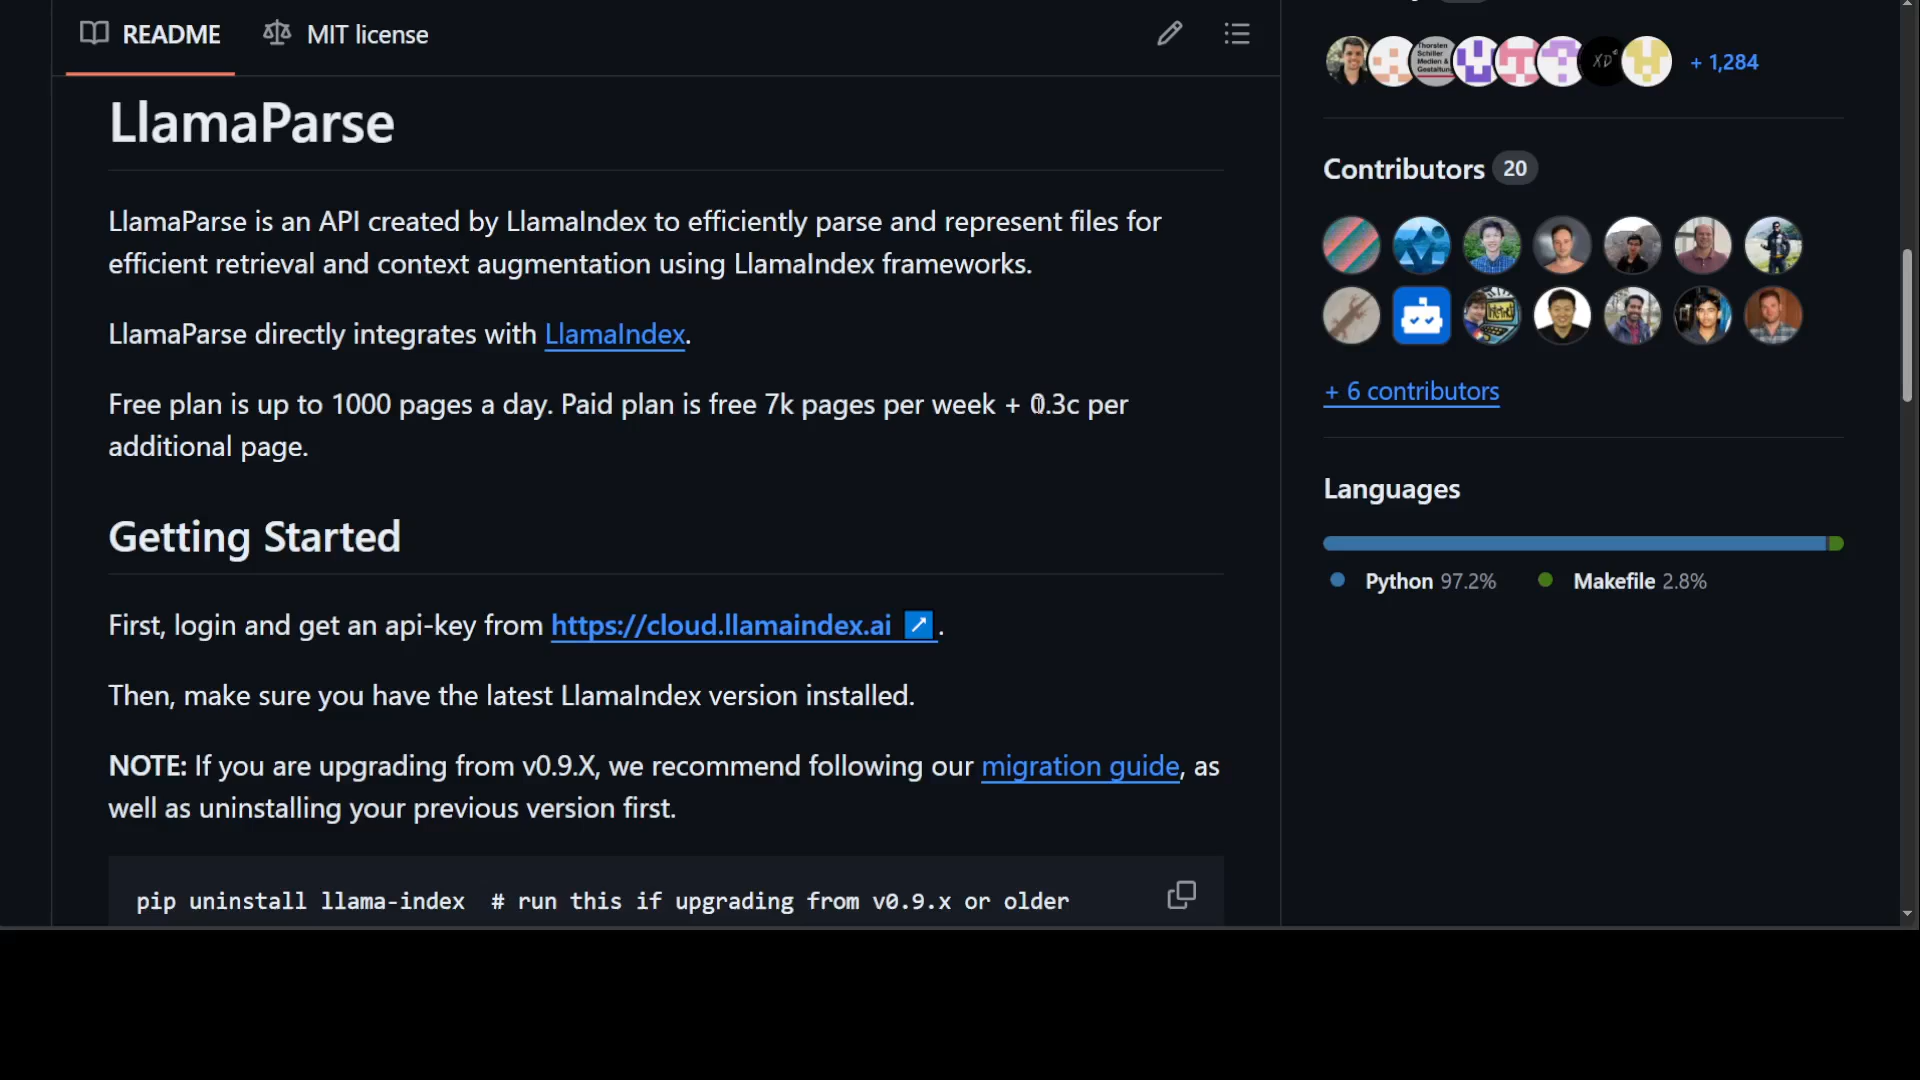 README
MIT license
+ 1,284
LlamaParse
Contributors 20
LlamaParse is an API created by LlamaIndex to efficiently parse and represent files for
efficient retrieval and context augmentation using LlamaIndex frameworks.
LlamaParse directly integrates with LlamaIndex.
Free plan is up to 1000 pages a day. Paid plan is free 7k pages per week + 0.3c per
additional page.
+ 6 contributors
Languages
Python 97.2%
Makefile 2.8%
Getting Started
First, login and get an api-key from https://cloud.llamaindex.ai .
Then, make sure you have the latest LlamaIndex version installed.
NOTE: If you are upgrading from v0.9.X, we recommend following our migration guide, as
well as uninstalling your previous version first.
pip uninstall llama-index  # run this if upgrading from v0.9.x or older
Thorsten
Schiller
Medien &
Gestaltung
XD